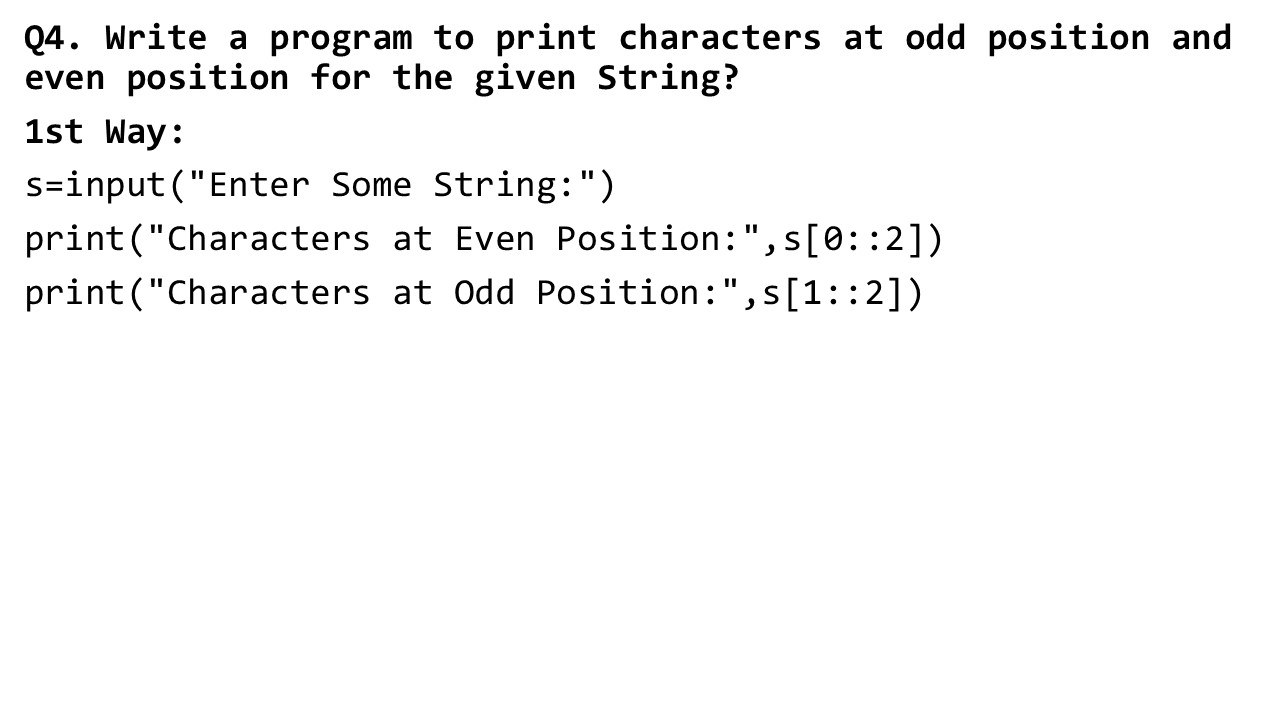 Q4. Write a program to print characters at odd position and
even position for the given String?
1st Way:
s=input("Enter Some String:")
print("Characters at Even Position:",s[0::2])
print("Characters at Odd Position:",s[1::2])